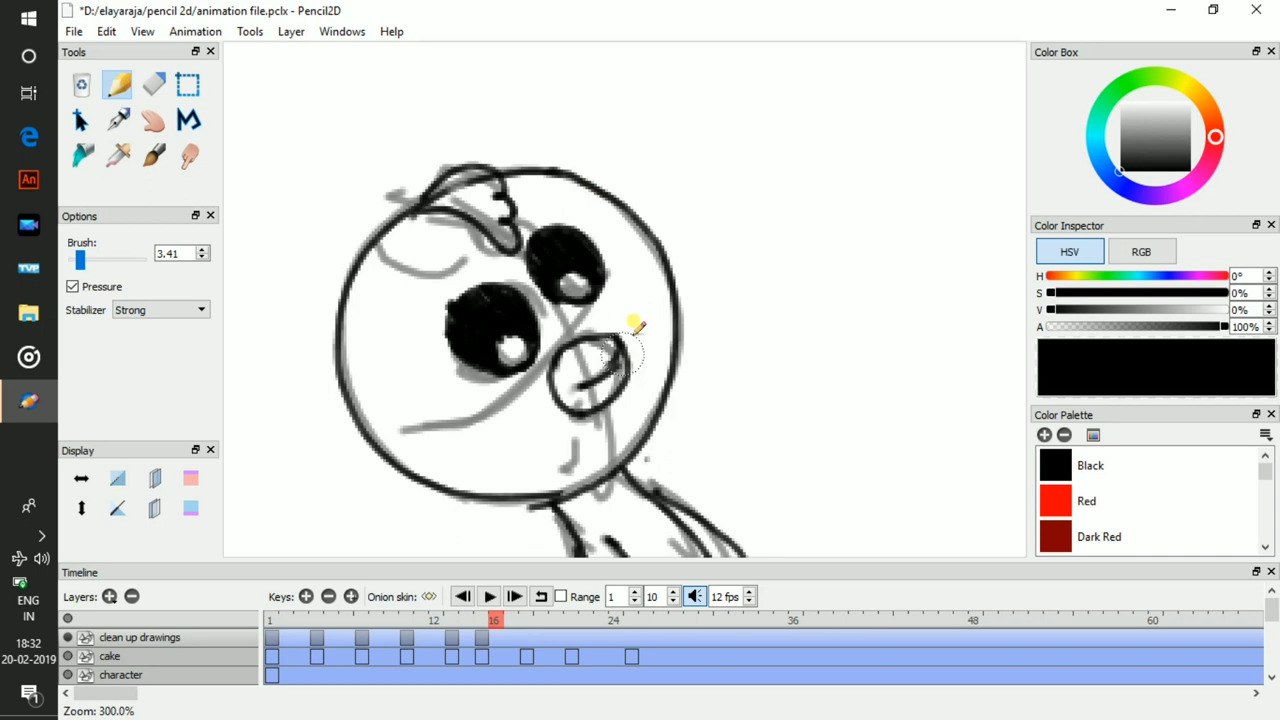 *D:/elayaraja/pencil 2d/animation file.pclx - Pencil2D
File Edit View Animation Tools Layer Windows Help
Tools
Color Box
An
TVP
Options
Brush:
3.41
Pressure
Stabilizer Strong
Color Inspector
HSV RGB
H 0°
S 0%
V 0%
A 100%
Color Palette
Black
Red
Dark Red
Display
Timeline
Layers: Keys: Onion skin: Range 1 10 12 fps
1 12 16 24 36 48 60
clean up drawings
cake
character
Zoom: 300.0%
ENG
IN
18:32
20-02-2019
1